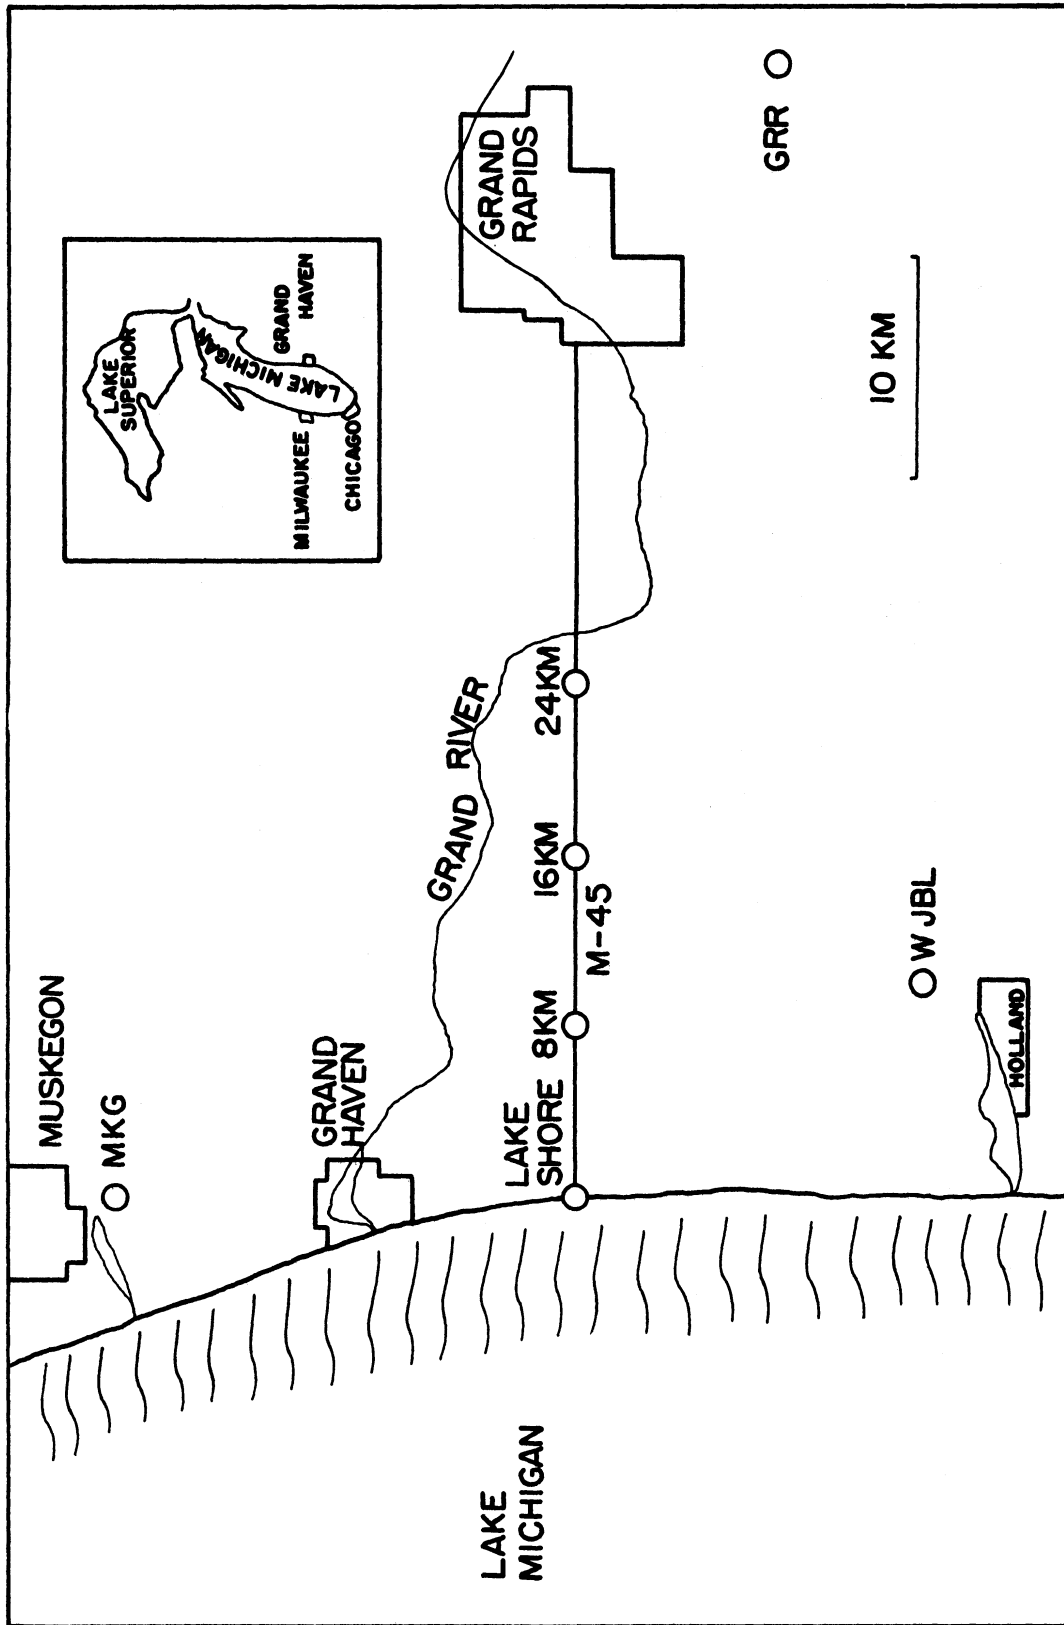 MUSKEGON
MKG
LAKE
SUPERIOR
LAKE MICHIGAN
GRAND
HAVEN
MILWAUKEE
CHICAGO
GRAND
HAVEN
GRAND RIVER
GRAND
RAPIDS
LAKE
MICHIGAN
LAKE
SHORE
8KM
16KM
24KM
M-45
GRR
10 KM
WJBL
HOLLAND